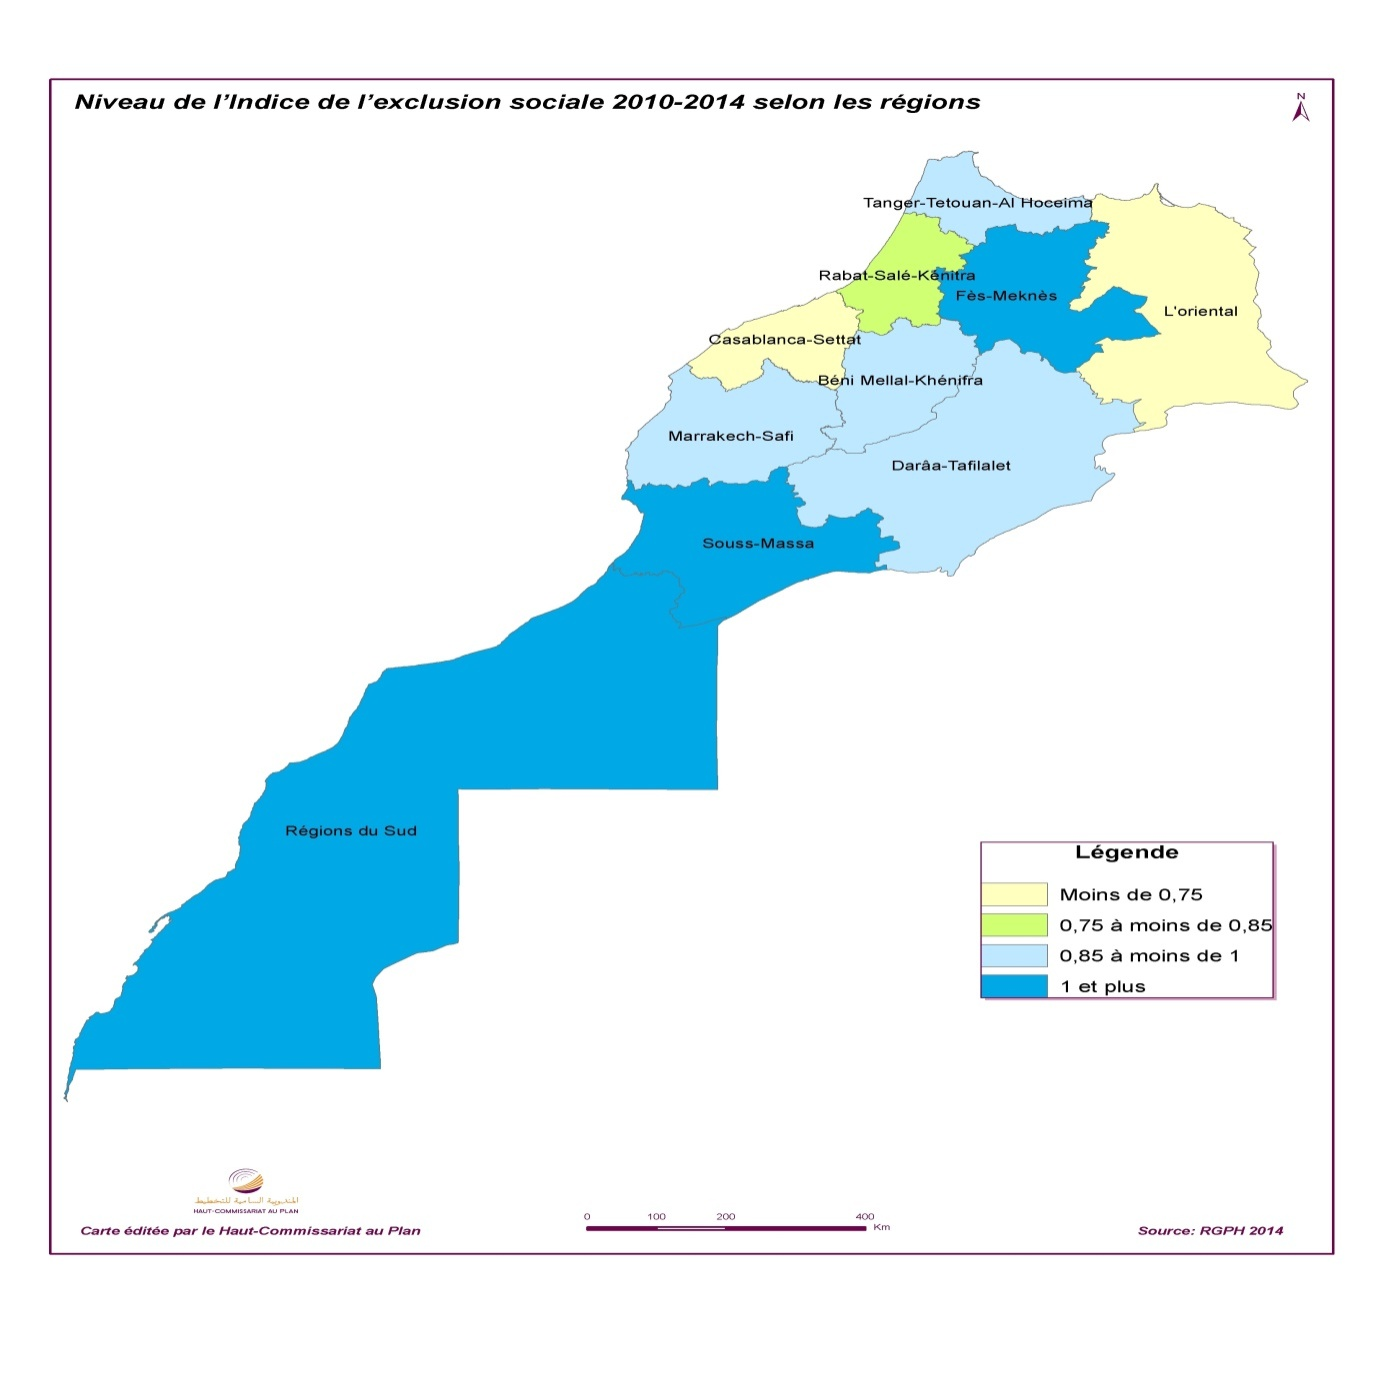 Niveau de l’Indice de l’exclusion sociale 2010-2014 selon les régions
N
Tanger-Tetouan-Al Hoceima
Rabat-Salé-Kénitra
Fès-Meknès
L'oriental
Casablanca-Settat
Béni Mellal-Khénifra
Marrakech-Safi
Darâa-Tafilalet
Souss-Massa
Régions du Sud
Légende
Moins de 0,75
0,75 à moins de 0,85
0,85 à moins de 1
1 et plus
المندوبية السامية للتخطيط
HAUT-COMMISSARIAT AU PLAN
Carte éditée par le Haut-Commissariat au Plan
0 100 200 400
Km
Source: RGPH 2014